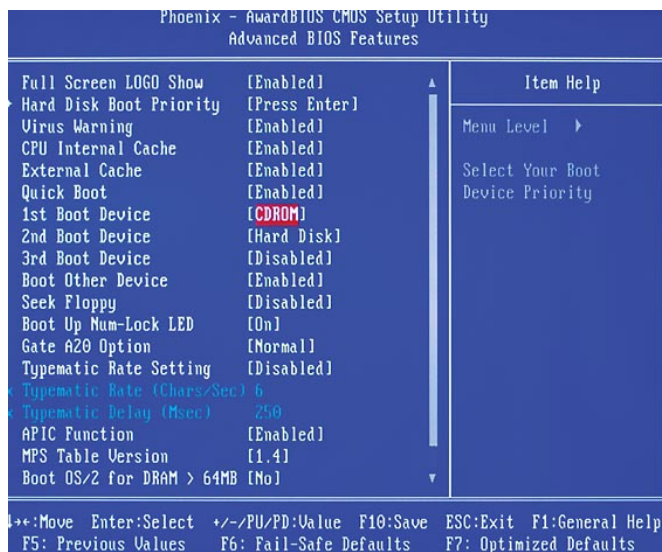 Phoenix - AwardBIOS CMOS Setup Utility
Advanced BIOS Features
Full Screen LOGO Show [Enabled]
Hard Disk Boot Priority [Press Enter]
Virus Warning [Enabled]
CPU Internal Cache [Enabled]
External Cache [Enabled]
Quick Boot [Enabled]
1st Boot Device [CDROM]
2nd Boot Device [Hard Disk]
3rd Boot Device [Disabled]
Boot Other Device [Enabled]
Seek Floppy [Disabled]
Boot Up Num-Lock LED [On]
Gate A20 Option [Normal]
Typematic Rate Setting [Disabled]
x Typematic Rate (Chars/Sec) 6
x Typematic Delay (Msec) 250
APIC Function [Enabled]
MPS Table Version [1.4]
Boot OS/2 for DRAM > 64MB [No]
Item Help
Menu Level
Select Your Boot
Device Priority
↓→←:Move Enter:Select +/-/PU/PD:Value F10:Save ESC:Exit F1:General Help
F5: Previous Values F6: Fail-Safe Defaults F7: Optimized Defaults